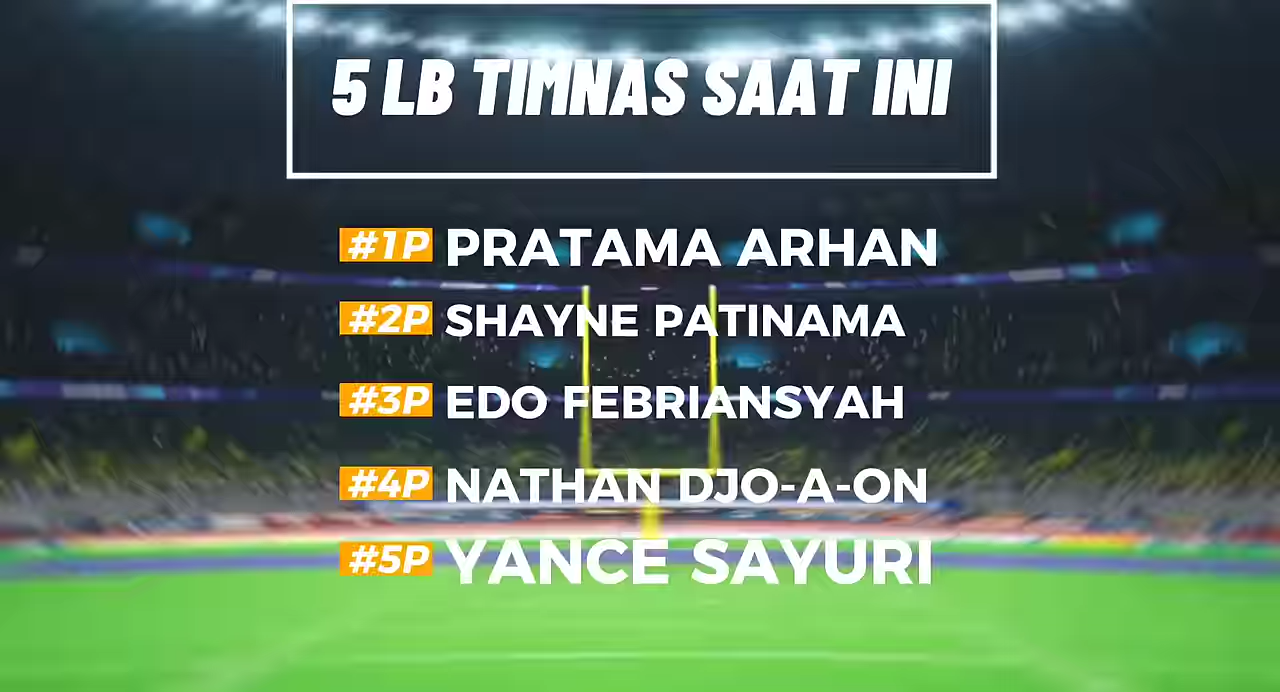 5 LB TIMNAS SAAT INI
#1P PRATAMA ARHAN
#2P SHAYNE PATINAMA
#3P EDO FEBRIANSYAH
#4P NATHAN DJO-A-ON
#5P YANCE SAYURI